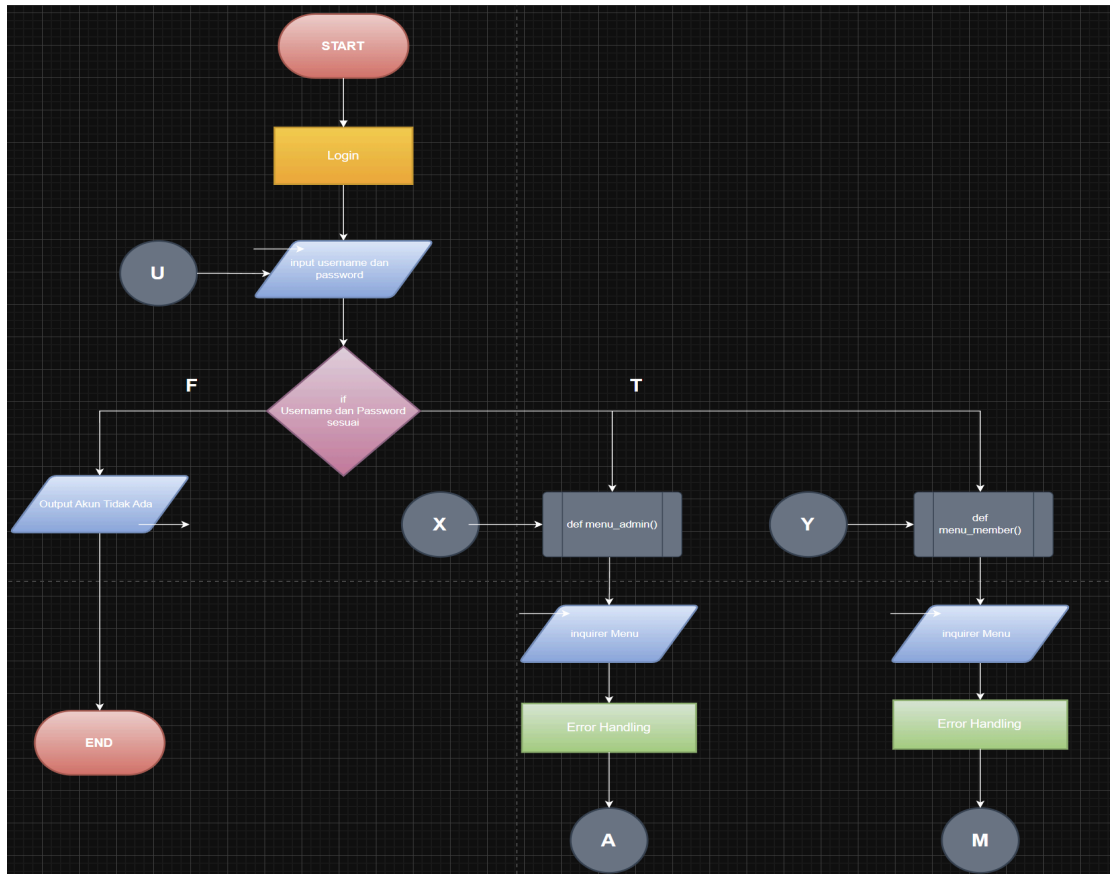 START
Login
U
input username dan
password
F
T
if
Username dan Password
sesuai
Output Akun Tidak Ada
X
def menu_admin()
Y
def
menu_member()
inquirer Menu
inquirer Menu
END
Error Handling
Error Handling
A
M